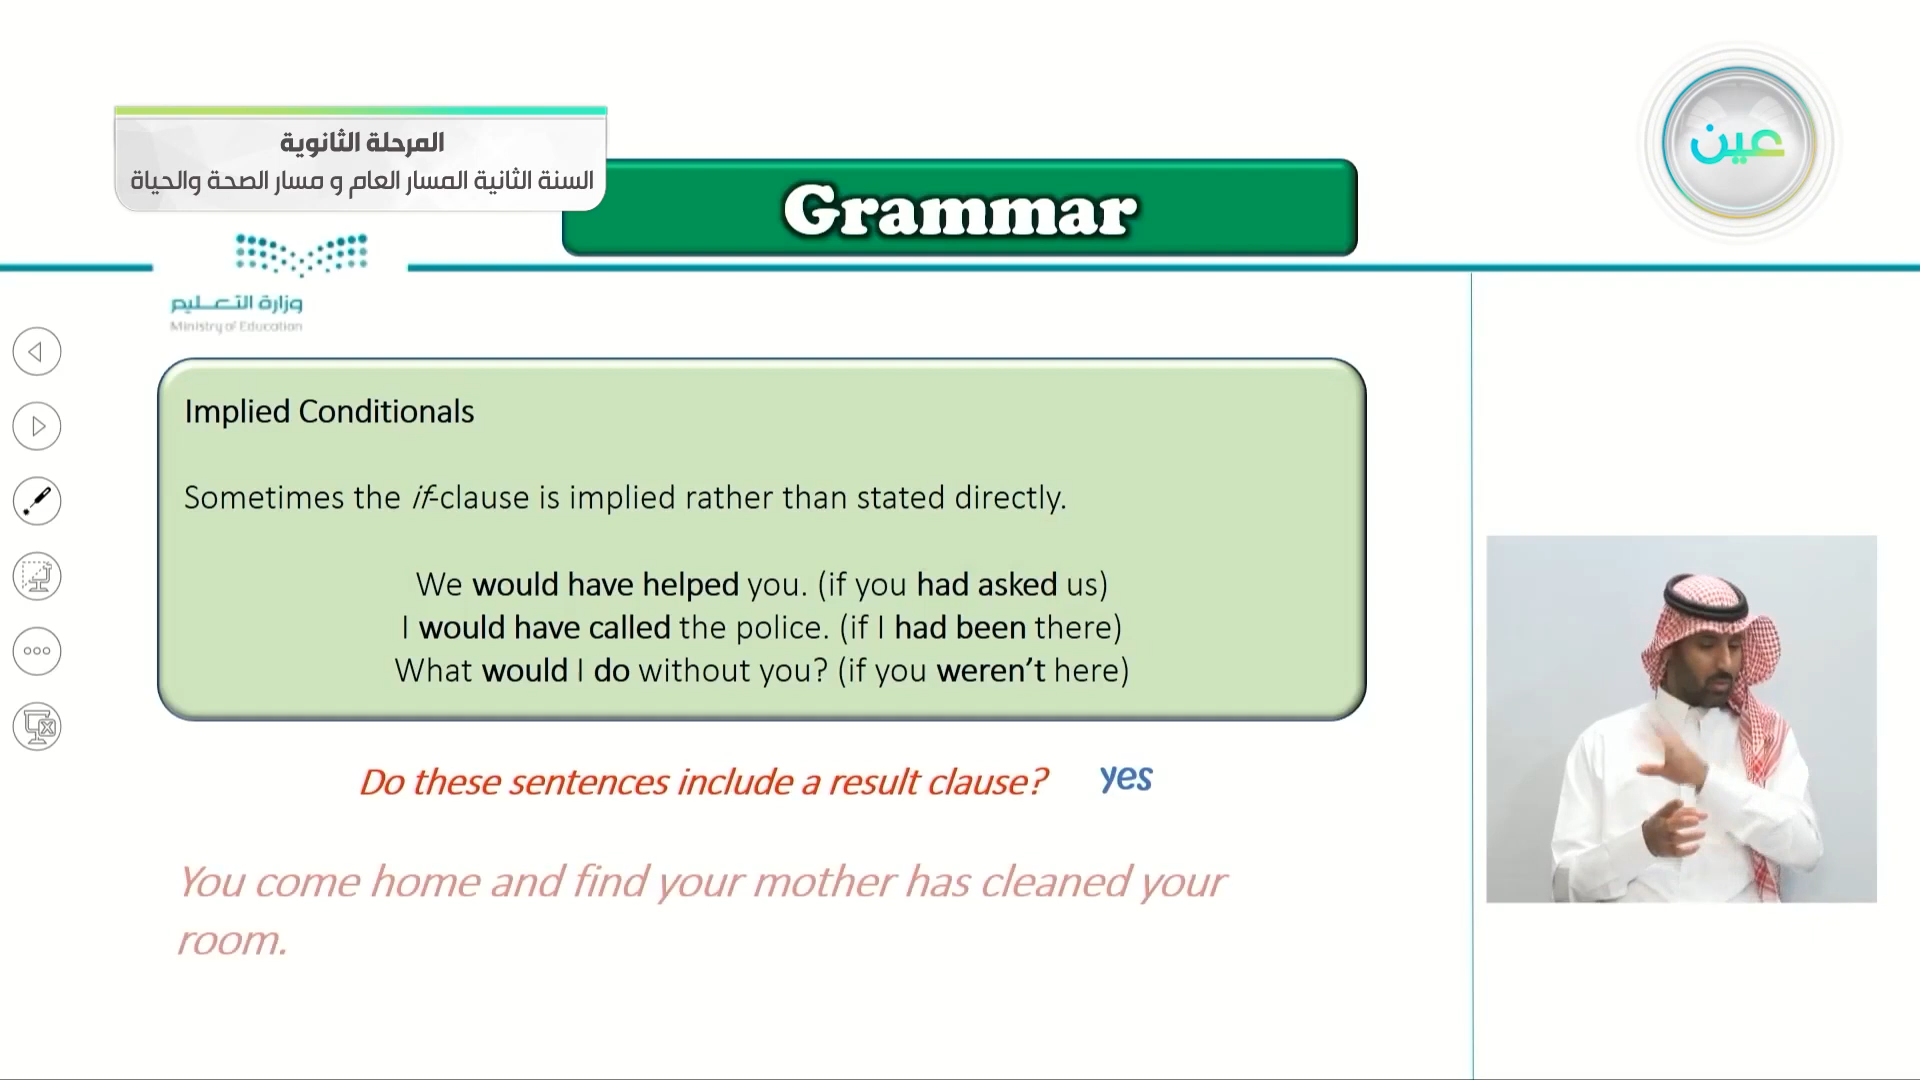 المرحلة الثانوية
السنة الثانية المسار العام و مسار الصحة والحياة
عين
Grammar
وزارة التعليم
Ministry of Education
Implied Conditionals
Sometimes the if-clause is implied rather than stated directly.
We would have helped you. (if you had asked us)
I would have called the police. (if I had been there)
What would I do without you? (if you weren’t here)
Do these sentences include a result clause? yes
You come home and find your mother has cleaned your
room.